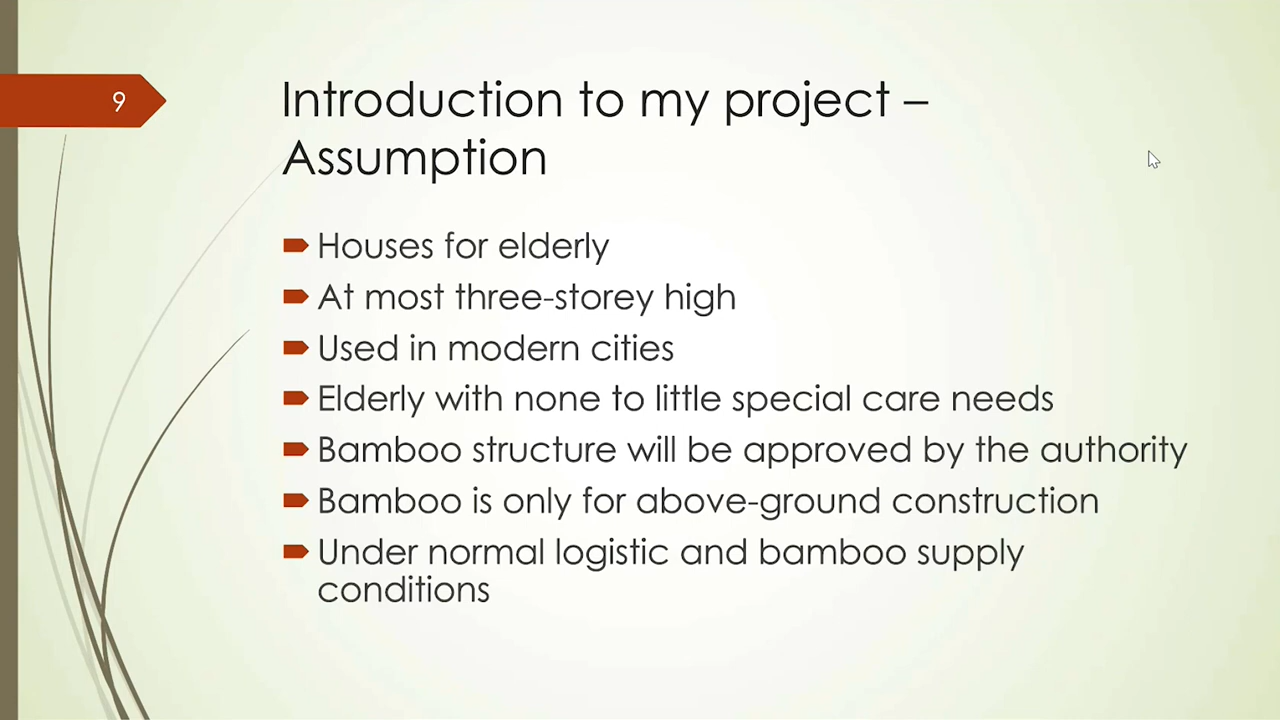 9
Introduction to my project –
Assumption
Houses for elderly
At most three-storey high
Used in modern cities
Elderly with none to little special care needs
Bamboo structure will be approved by the authority
Bamboo is only for above-ground construction
Under normal logistic and bamboo supply
conditions